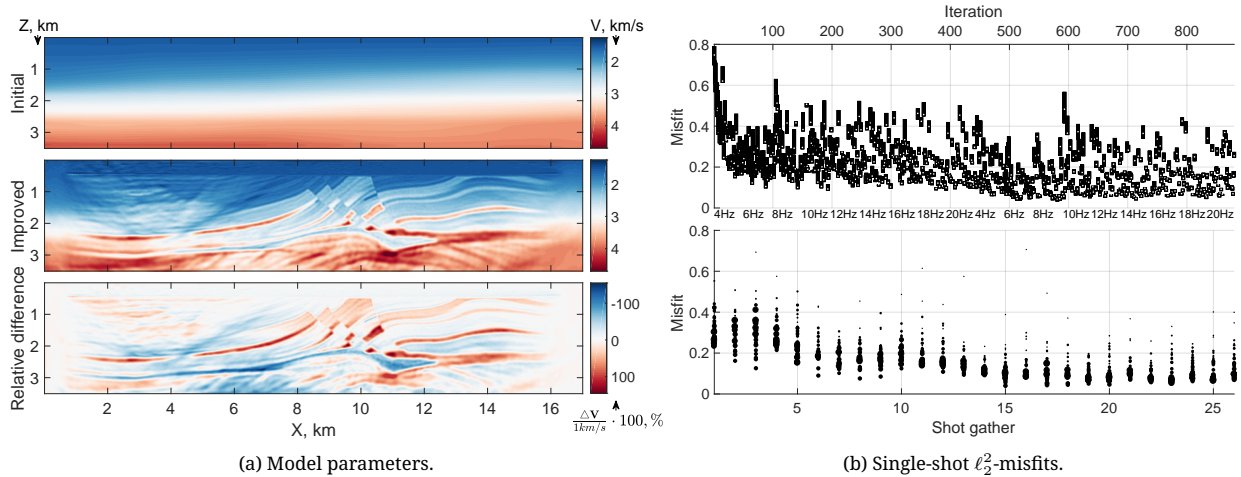 Z, km
V, km/s
Initial
1
2
3
2
3
4
Improved
1
2
3
2
3
4
Relative difference
1
2
3
-100
0
100
2 4 6 8 10 12 14 16
X, km
△V/1km/s · 100, %
(a) Model parameters.
Iteration
100 200 300 400 500 600 700 800
Misfit
0.8
0.6
0.4
0.2
0
4Hz 6Hz 8Hz 10Hz 12Hz 14Hz 16Hz 18Hz 20Hz 4Hz 6Hz 8Hz 10Hz 12Hz 14Hz 16Hz 18Hz 20Hz
Misfit
0.8
0.6
0.4
0.2
0
5 10 15 20 25
Shot gather
(b) Single-shot ℓ₂²-misfits.